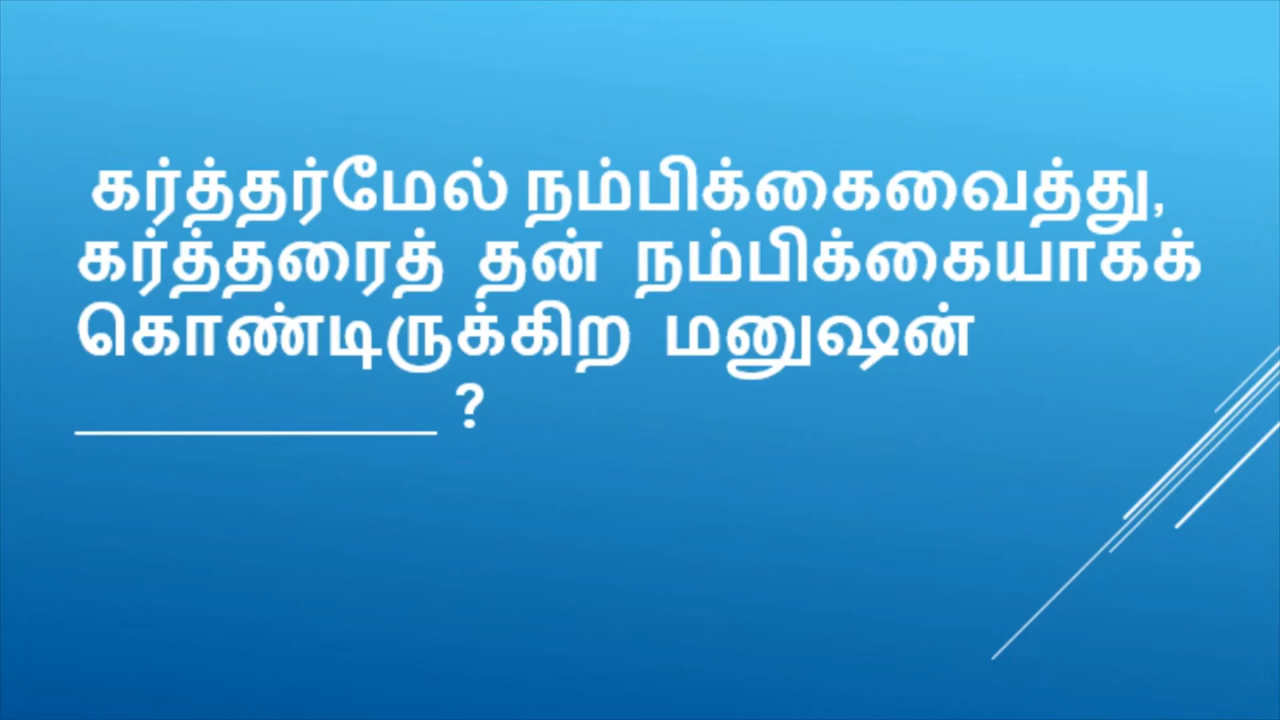 கர்த்தர்மேல் நம்பிக்கைவைத்து,
கர்த்தரைத் தன் நம்பிக்கையாகக்
கொண்டிருக்கிற மனுஷன்
______________ ?